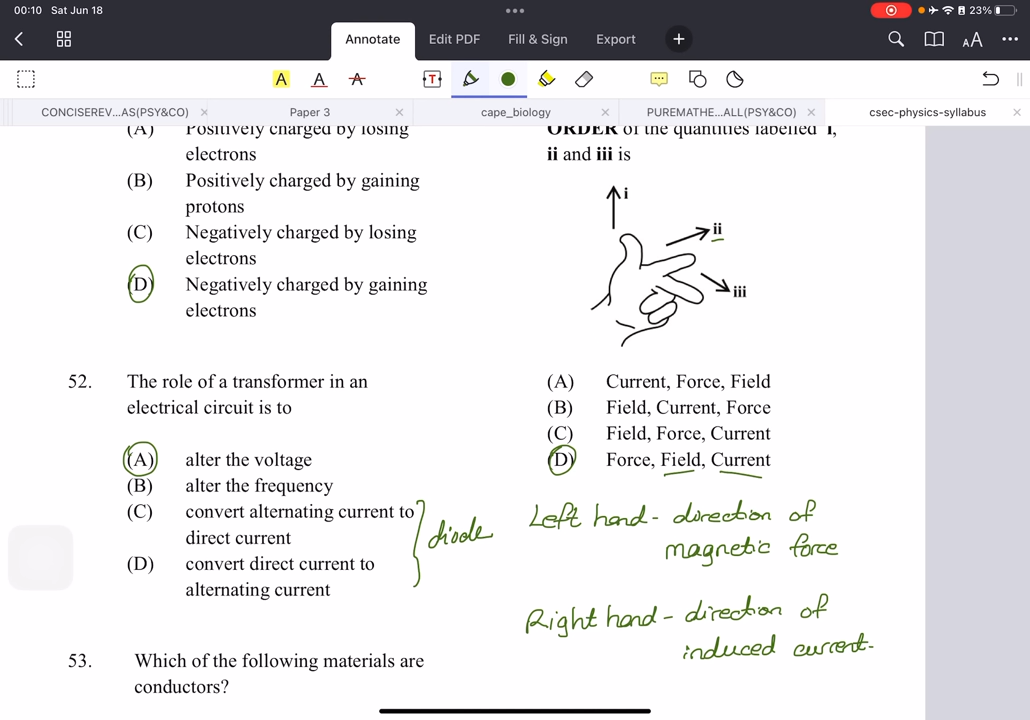 00:10 Sat Jun 18
23%
Annotate
Edit PDF
Fill & Sign
Export
+
AA
A A A T
CONCISEREV...AS(PSY&CO) ×
Paper 3 ×
cape_biology ×
PUREMATHE...ALL(PSY&CO) ×
csec-physics-syllabus ×
(A) Positively charged by losing
electrons
(B) Positively charged by gaining
protons
(C) Negatively charged by losing
electrons
(D) Negatively charged by gaining
electrons
52. The role of a transformer in an
electrical circuit is to
(A) alter the voltage
(B) alter the frequency
(C) convert alternating current to
direct current
(D) convert direct current to
alternating current
diode
53. Which of the following materials are
conductors?
ORDER of the quantities labelled i,
ii and iii is
i
ii
iii
(A) Current, Force, Field
(B) Field, Current, Force
(C) Field, Force, Current
(D) Force, Field, Current
Left hand - direction of
magnetic force
Right hand - direction of
induced current.